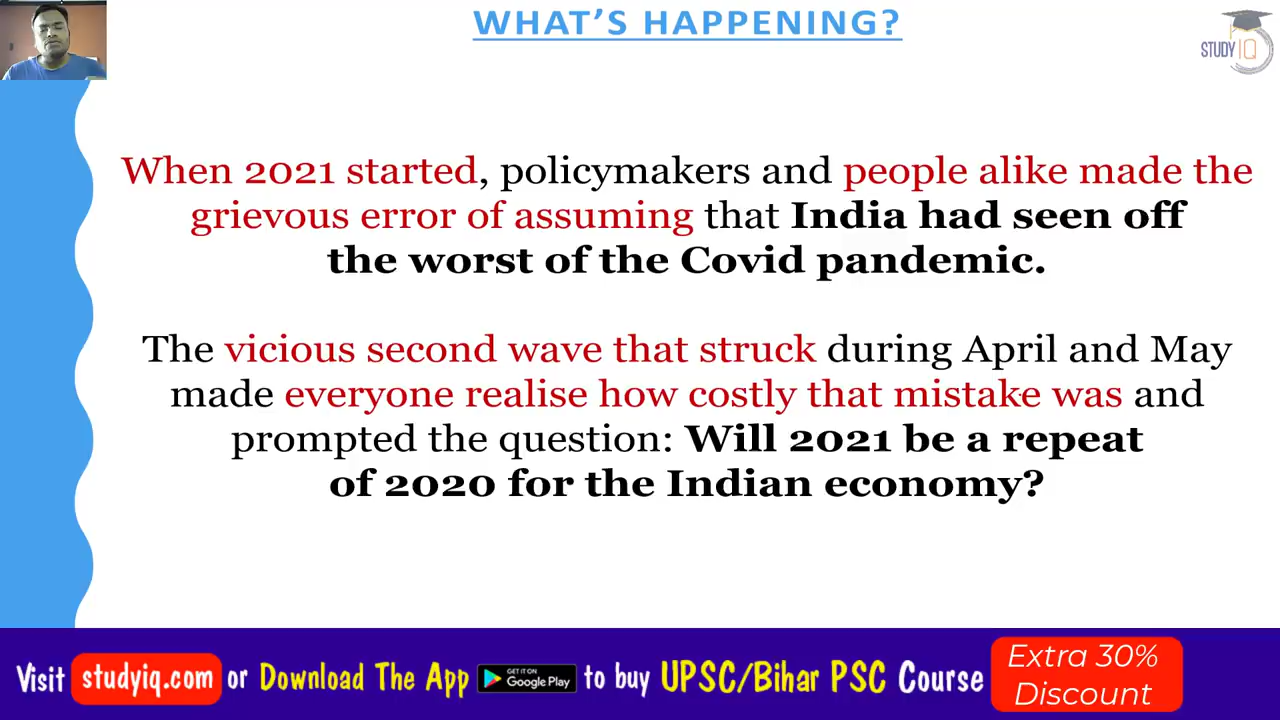 WHAT'S HAPPENING?
STUDY IQ
When 2021 started, policymakers and people alike made the
grievous error of assuming that India had seen off
the worst of the Covid pandemic.
The vicious second wave that struck during April and May
made everyone realise how costly that mistake was and
prompted the question: Will 2021 be a repeat
of 2020 for the Indian economy?
Visit studyiq.com or Download The App GET IT ON Google Play to buy UPSC/Bihar PSC Course
Extra 30%
Discount